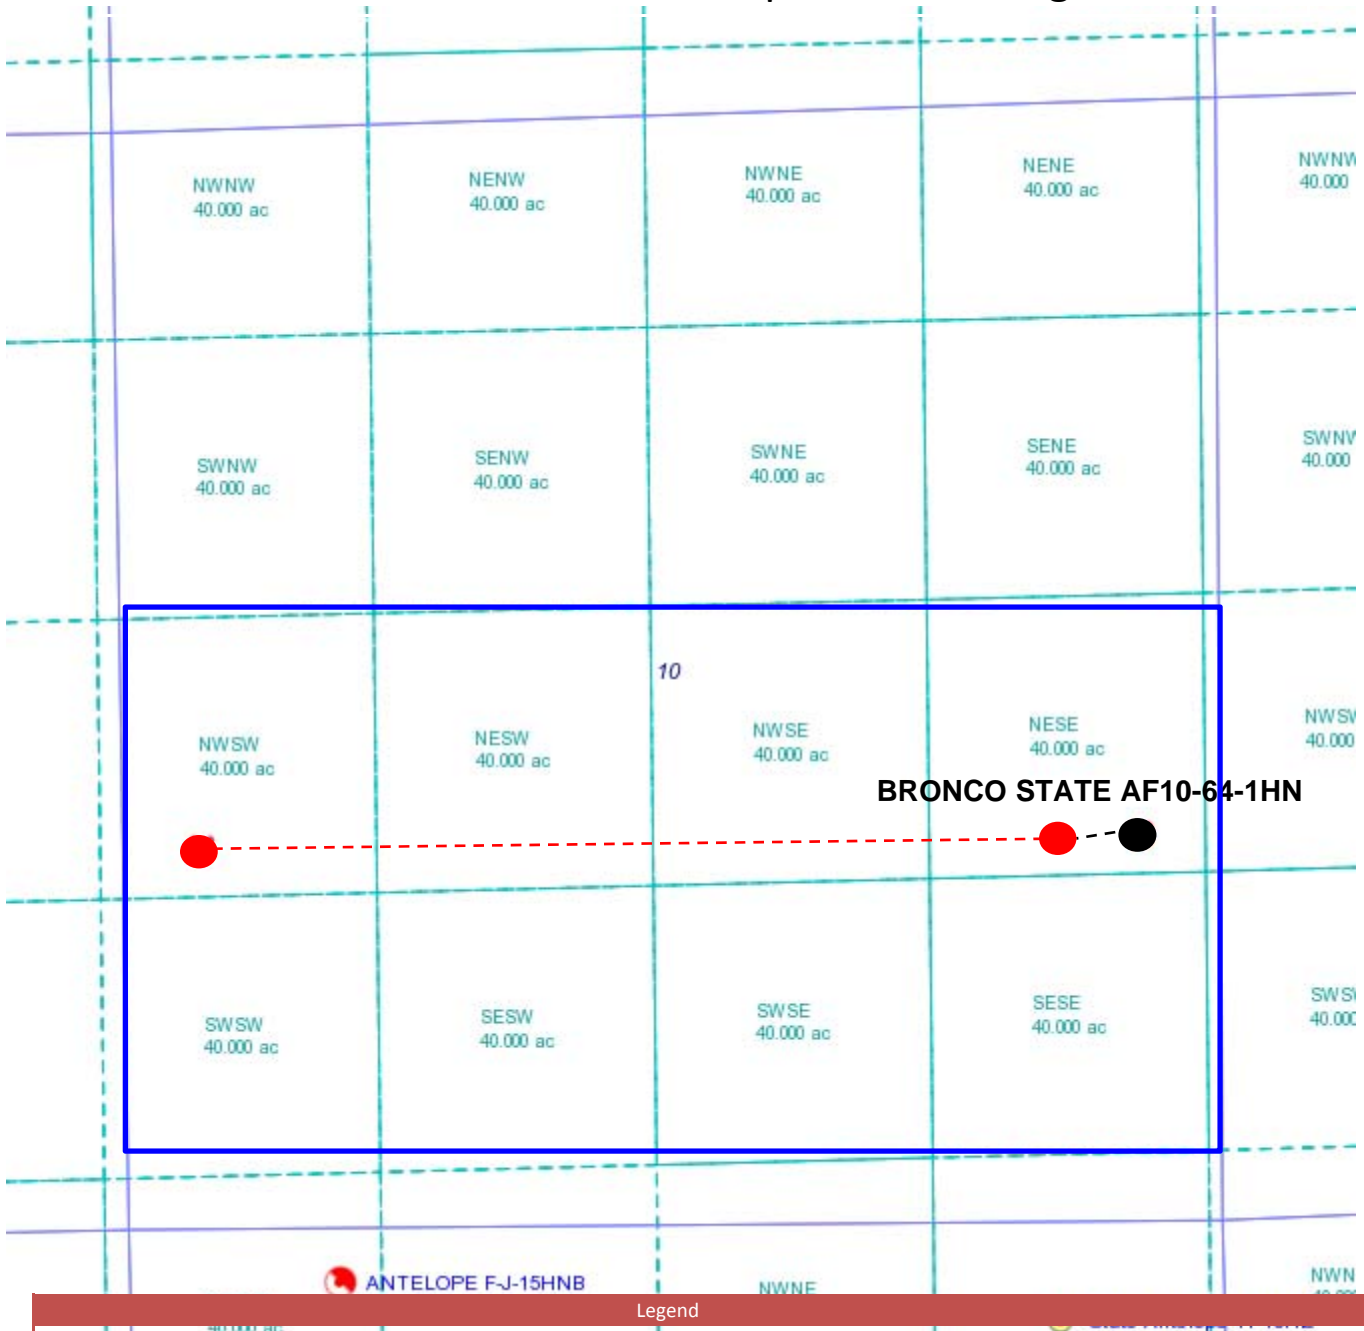 NWNW
40.000 ac
NENW
40.000 ac
NWNE
40.000 ac
NENE
40.000 ac
NWNW
40.000
SWNW
40.000 ac
SENW
40.000 ac
SWNE
40.000 ac
SENE
40.000 ac
SWNW
40.000
10
NWSW
40.000 ac
NESW
40.000 ac
NWSE
40.000 ac
NESE
40.000 ac
NWSW
40.000
BRONCO STATE AF10-64-1HN
SWSW
40.000 ac
SESW
40.000 ac
SWSE
40.000 ac
SESE
40.000 ac
SWSW
40.000
ANTELOPE F-J-15HNB
NWNE
NWN
Legend